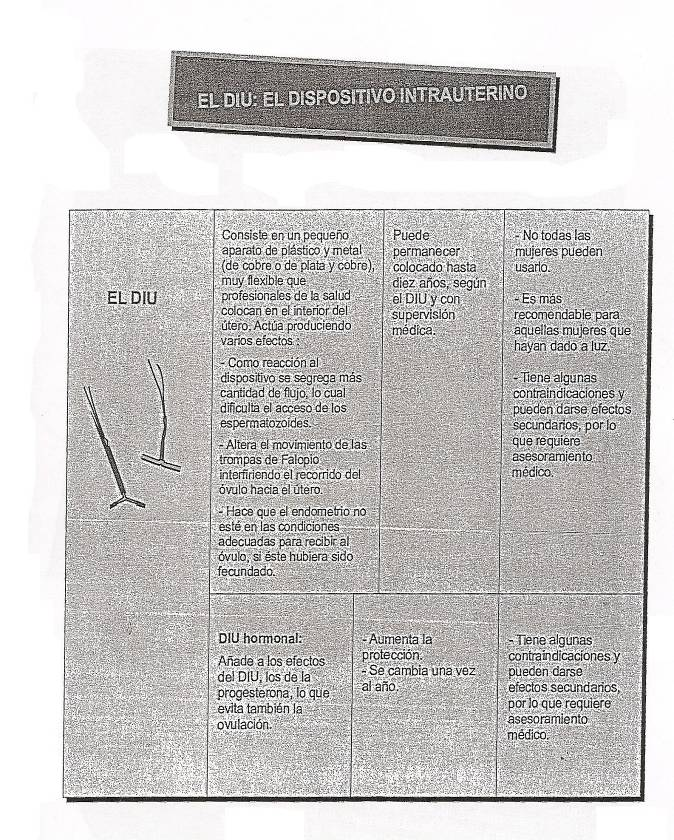 EL DIU: EL DISPOSITIVO INTRAUTERINO
EL DIU
Consiste en un pequeño
aparato de plástico y metal
(de cobre o de plata y cobre),
muy flexible que
profesionales de la salud
colocan en el interior del
útero. Actúa produciendo
varios efectos :
- Como reacción al
dispositivo se segrega más
cantidad de flujo, lo cual
dificulta el acceso de los
espermatozoides.
- Altera el movimiento de las
trompas de Falopio
interfiriendo el recorrido del
óvulo hacia el útero.
- Hace que el endometrio no
esté en las condiciones
adecuadas para recibir al
óvulo, si éste hubiera sido
fecundado.
Puede
permanecer
colocado hasta
diez años, según
el DIU y con
supervisión
médica.
- No todas las
mujeres pueden
usarlo.
- Es más
recomendable para
aquellas mujeres que
hayan dado a luz.
- Tiene algunas
contraindicaciones y
pueden darse efectos
secundarios, por lo
que requiere
asesoramiento
médico.
DIU hormonal:
Añade a los efectos
del DIU, los de la
progesterona, lo que
evita también la
ovulación.
- Aumenta la
protección.
- Se cambia una vez
al año.
- Tiene algunas
contraindicaciones y
pueden darse
efectos secundarios,
por lo que requiere
asesoramiento
médico.